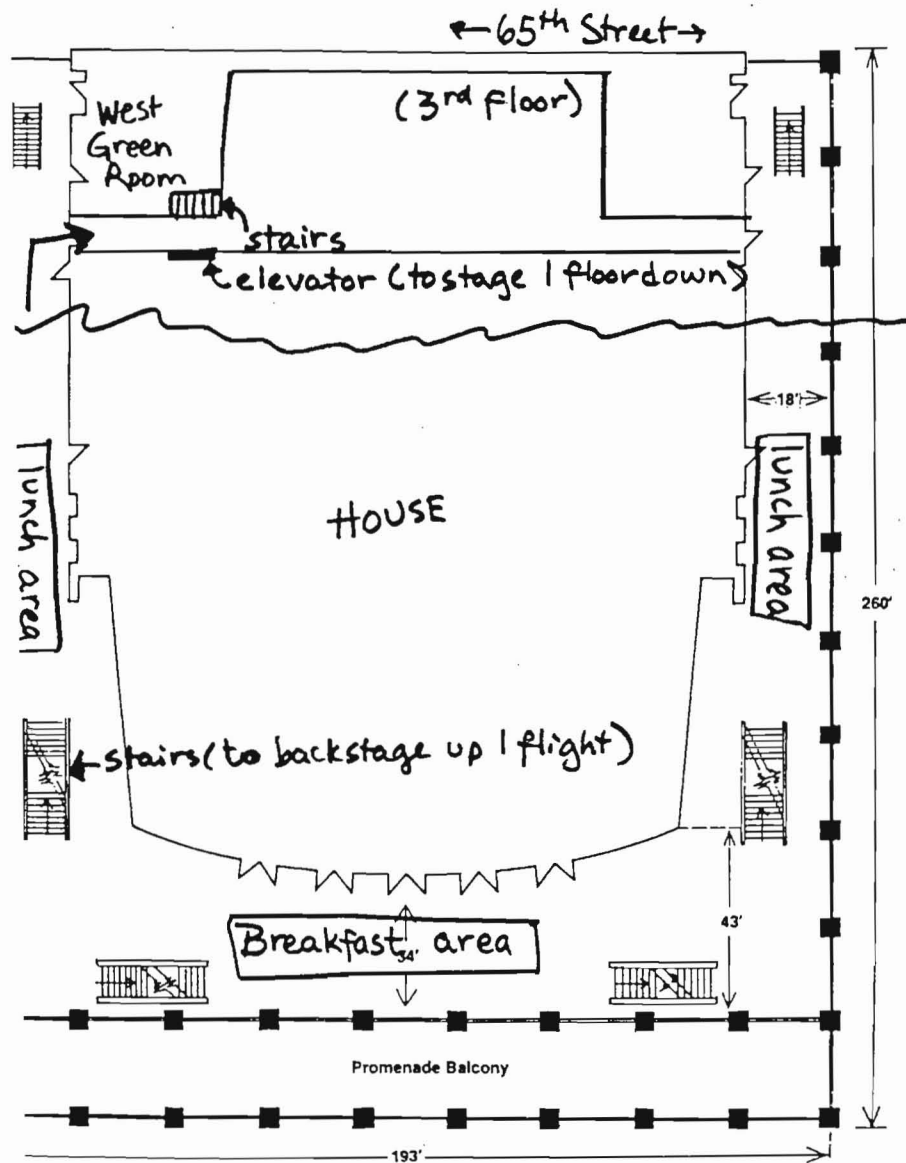 ← 65th Street →
(3rd floor)
West
Green
Room
stairs
elevator (to stage 1 floor down)
18'
lunch area
HOUSE
lunch area
260'
stairs (to backstage up 1 flight)
43'
Breakfast area
34'
Promenade Balcony
193'